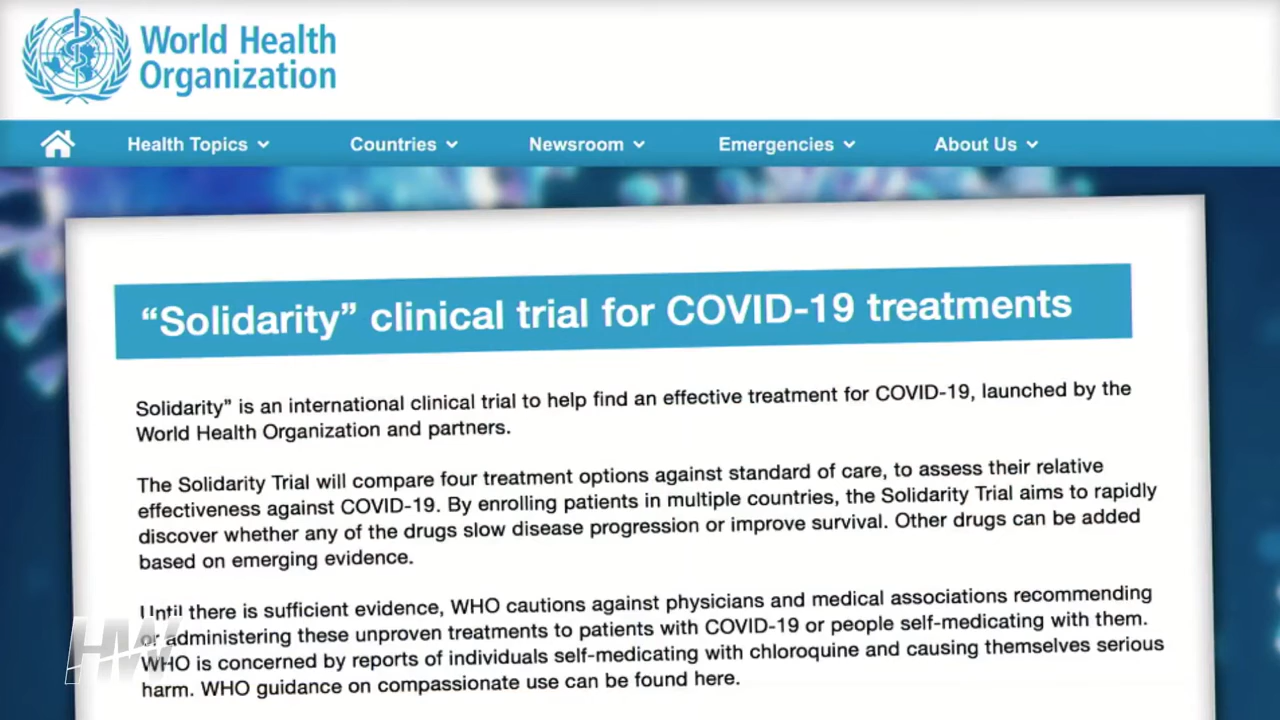 World Health
Organization
Health Topics
Countries
Newsroom
Emergencies
About Us
“Solidarity” clinical trial for COVID-19 treatments
Solidarity” is an international clinical trial to help find an effective treatment for COVID-19, launched by the
World Health Organization and partners.
The Solidarity Trial will compare four treatment options against standard of care, to assess their relative
effectiveness against COVID-19. By enrolling patients in multiple countries, the Solidarity Trial aims to rapidly
discover whether any of the drugs slow disease progression or improve survival. Other drugs can be added
based on emerging evidence.
Until there is sufficient evidence, WHO cautions against physicians and medical associations recommending
or administering these unproven treatments to patients with COVID-19 or people self-medicating with them.
WHO is concerned by reports of individuals self-medicating with chloroquine and causing themselves serious
harm. WHO guidance on compassionate use can be found here.
HW